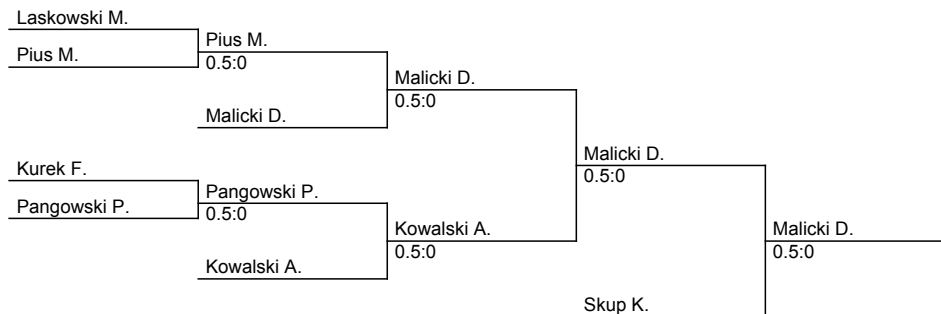 Laskowski M.
Pius M.
Pius M.
0.5:0
Malicki D.
Malicki D.
0.5:0
Kurek F.
Pangowski P.
Pangowski P.
0.5:0
Kowalski A.
Kowalski A.
0.5:0
Malicki D.
0.5:0
Skup K.
Malicki D.
0.5:0